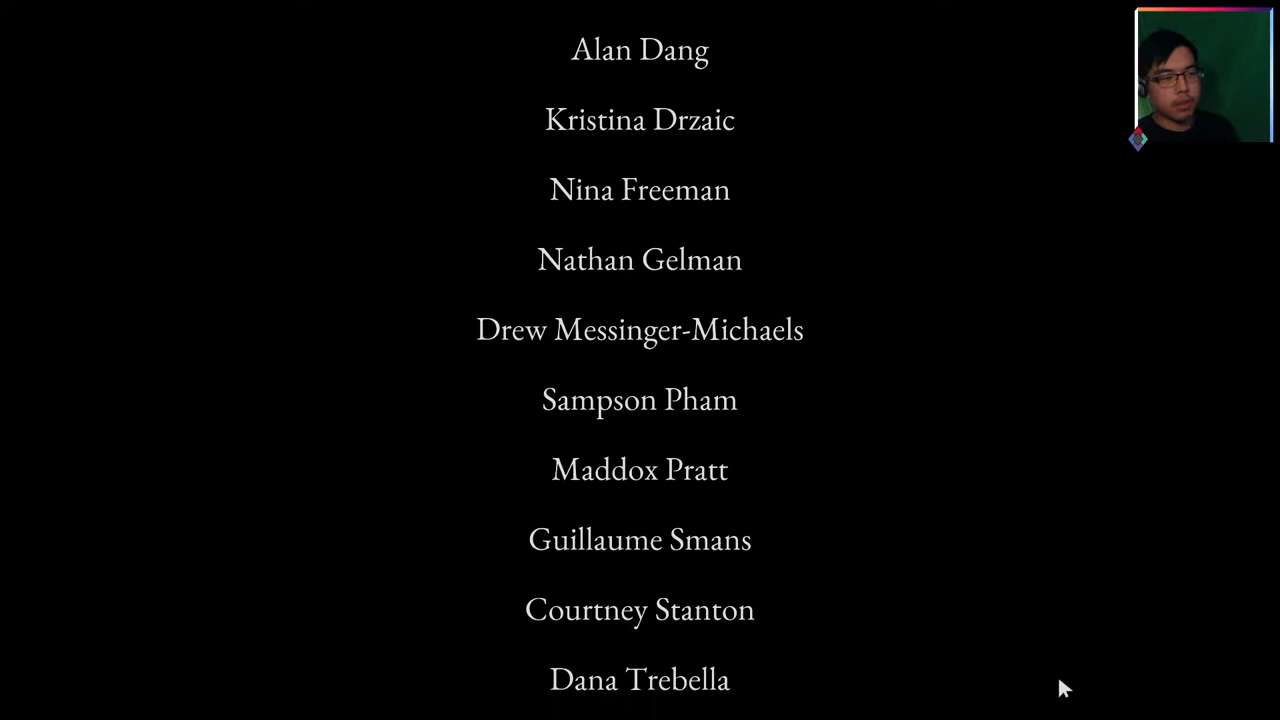 Alan Dang
Kristina Drzaic
Nina Freeman
Nathan Gelman
Drew Messinger-Michaels
Sampson Pham
Maddox Pratt
Guillaume Smans
Courtney Stanton
Dana Trebella